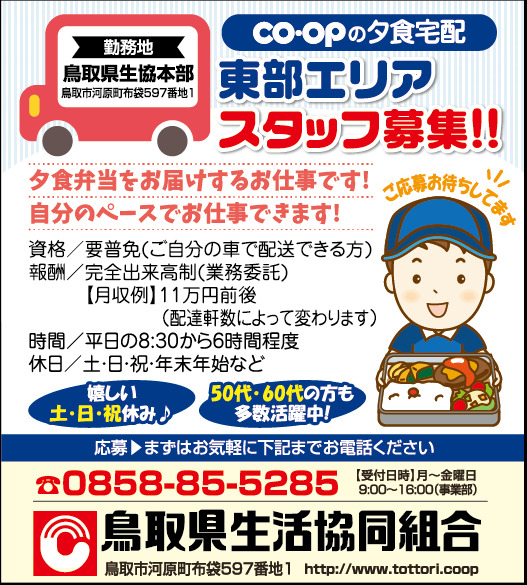 勤務地
鳥取県生協本部
鳥取市河原町布袋597番地1
CO・OPの夕食宅配
東部エリア
スタッフ募集!!
夕食弁当をお届けするお仕事です!
自分のペースでお仕事できます!
ご応募お待ちしてます
資格／要普免(ご自分の車で配送できる方)
報酬／完全出来高制(業務委託)
【月収例】11万円前後
(配達軒数によって変わります)
時間／平日の8:30から6時間程度
休日／土・日・祝・年末年始など
嬉しい
土・日・祝休み♪
50代・60代の方も
多数活躍中!
応募▶まずはお気軽に下記までお電話ください
☎0858-85-5285
【受付日時】月〜金曜日
9:00〜16:00(事業部)
鳥取県生活協同組合
鳥取市河原町布袋597番地1 http://www.tottori.coop